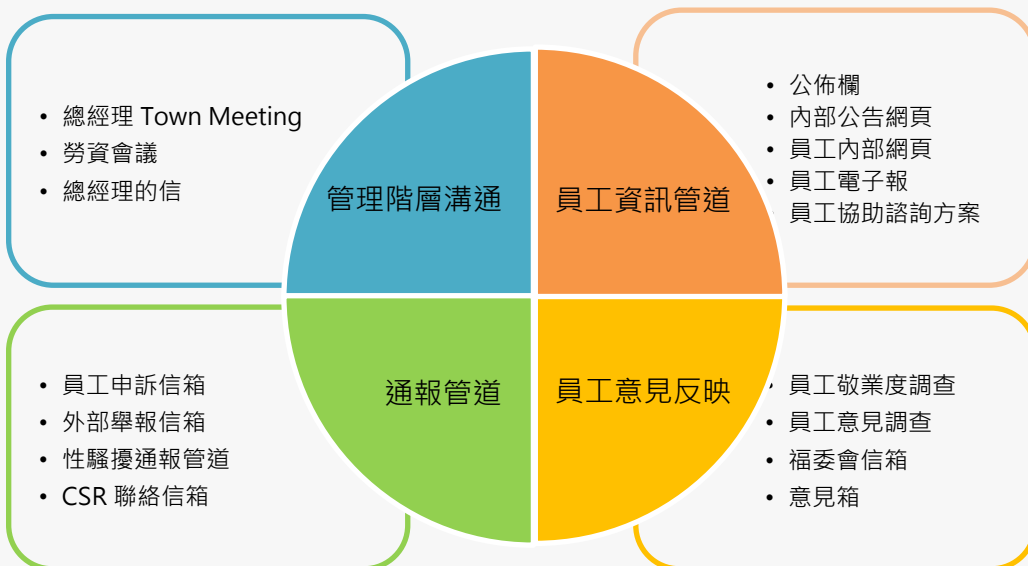 • 總經理 Town Meeting
• 勞資會議
• 總經理的信
管理階層溝通
員工資訊管道
• 公佈欄
• 內部公告網頁
• 員工內部網頁
• 員工電子報
• 員工協助諮詢方案
• 員工申訴信箱
• 外部舉報信箱
• 性騷擾通報管道
• CSR 聯絡信箱
通報管道
員工意見反映
• 員工敬業度調查
• 員工意見調查
• 福委會信箱
• 意見箱